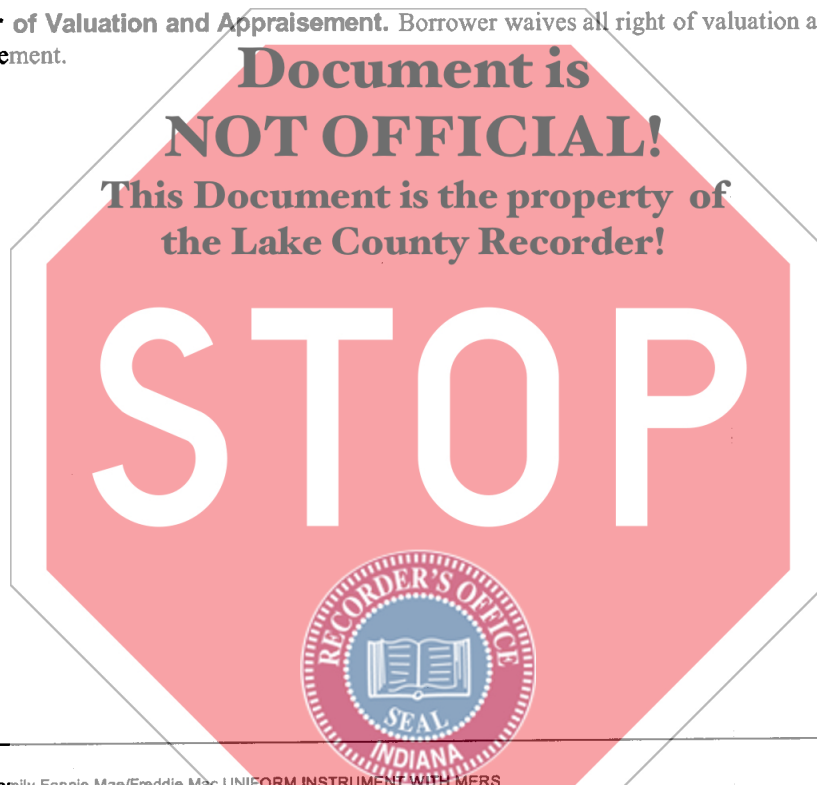 of Valuation and Appraisement. Borrower waives all right of valuation a
ement.
Document is
NOT OFFICIAL!
This Document is the property of
the Lake County Recorder!
STOP
RECORDER'S OFFICE
SEAL
INDIANA
mily Fannie Mae/Freddie Mac UNIFORM INSTRUMENT WITH MERS